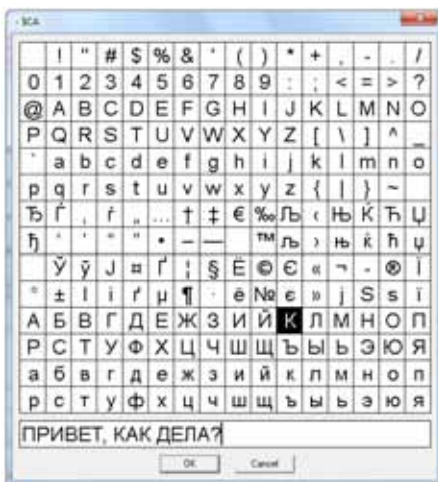 SCA
! " # $ % & ' ( ) * + , - . /
0 1 2 3 4 5 6 7 8 9 : ; < = > ?
@ A B C D E F G H I J K L M N O
P Q R S T U V W X Y Z [ \ ] ^ _
` a b c d e f g h i j k l m n o
p q r s t u v w x y z { | } ~
Ђ Ѓ ‚ ѓ „ … † ‡ € ‰ Љ ‹ Њ Ќ Ћ Џ
ђ ‘ ’ “ ” • – — ™ љ › њ ќ ћ џ
Ў ў Ј ¤ Ґ ¦ § Ё © Є « ¬ - ® Ї
° ± І і ґ µ ¶ · ё № є » ј Ѕ ѕ ї
А Б В Г Д Е Ж З И Й К Л М Н О П
Р С Т У Ф Х Ц Ч Ш Щ Ъ Ы Ь Э Ю Я
а б в г д е ж з и й к л м н о п
р с т у ф х ц ч ш щ ъ ы ь э ю я
ПРИВЕТ, КАК ДЕЛА?
OK Cancel